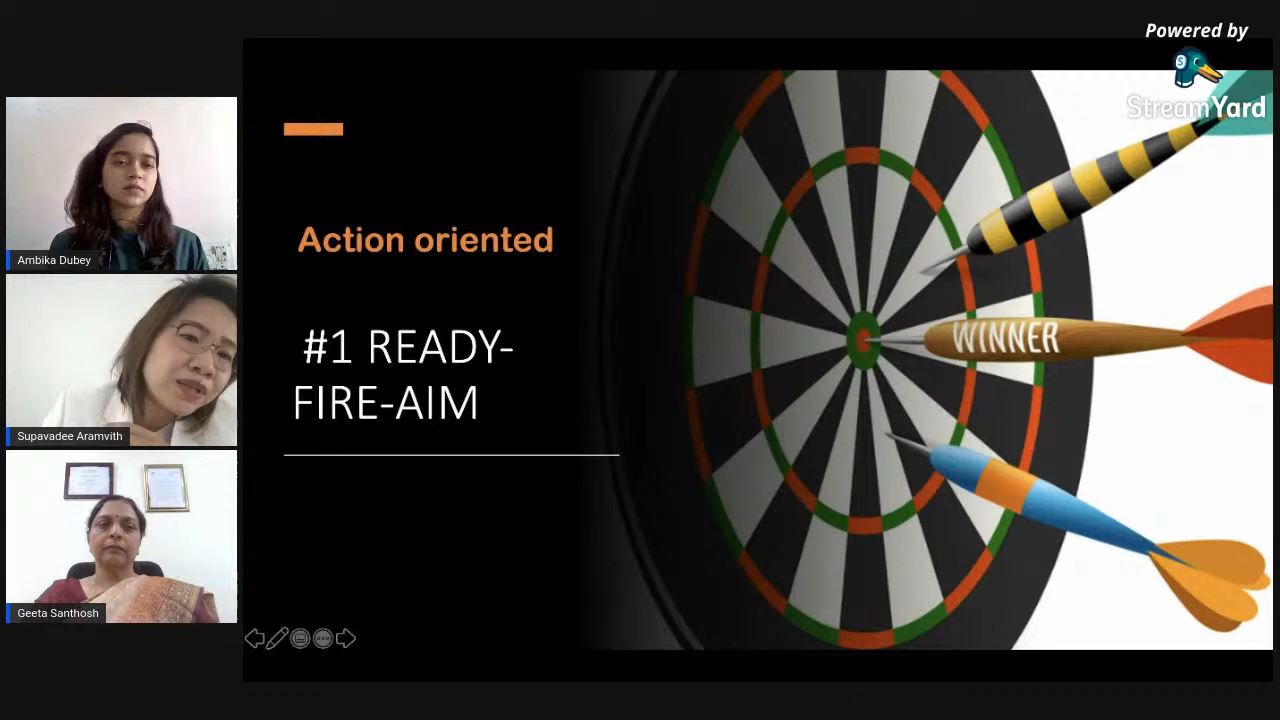 Powered by
StreamYard
Ambika Dubey
Supavadee Aramvith
Geeta Santhosh
Action oriented
#1 READY-
FIRE-AIM
WINNER